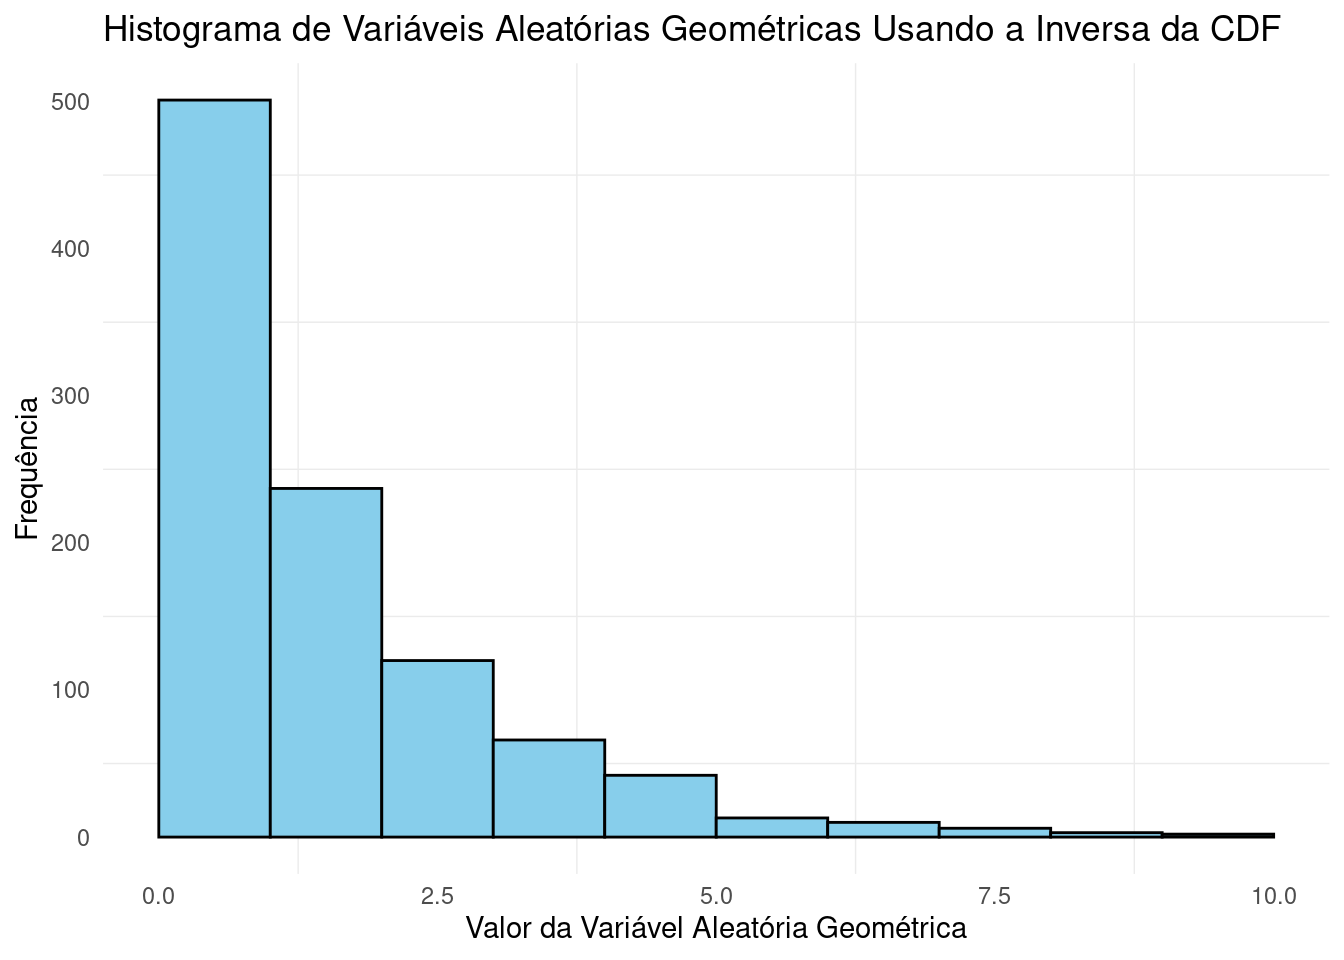 Histograma de Variáveis Aleatórias Geométricas Usando a Inversa da CDF
Frequência
500
400
300
200
100
0
0.0 2.5 5.0 7.5 10.0
Valor da Variável Aleatória Geométrica